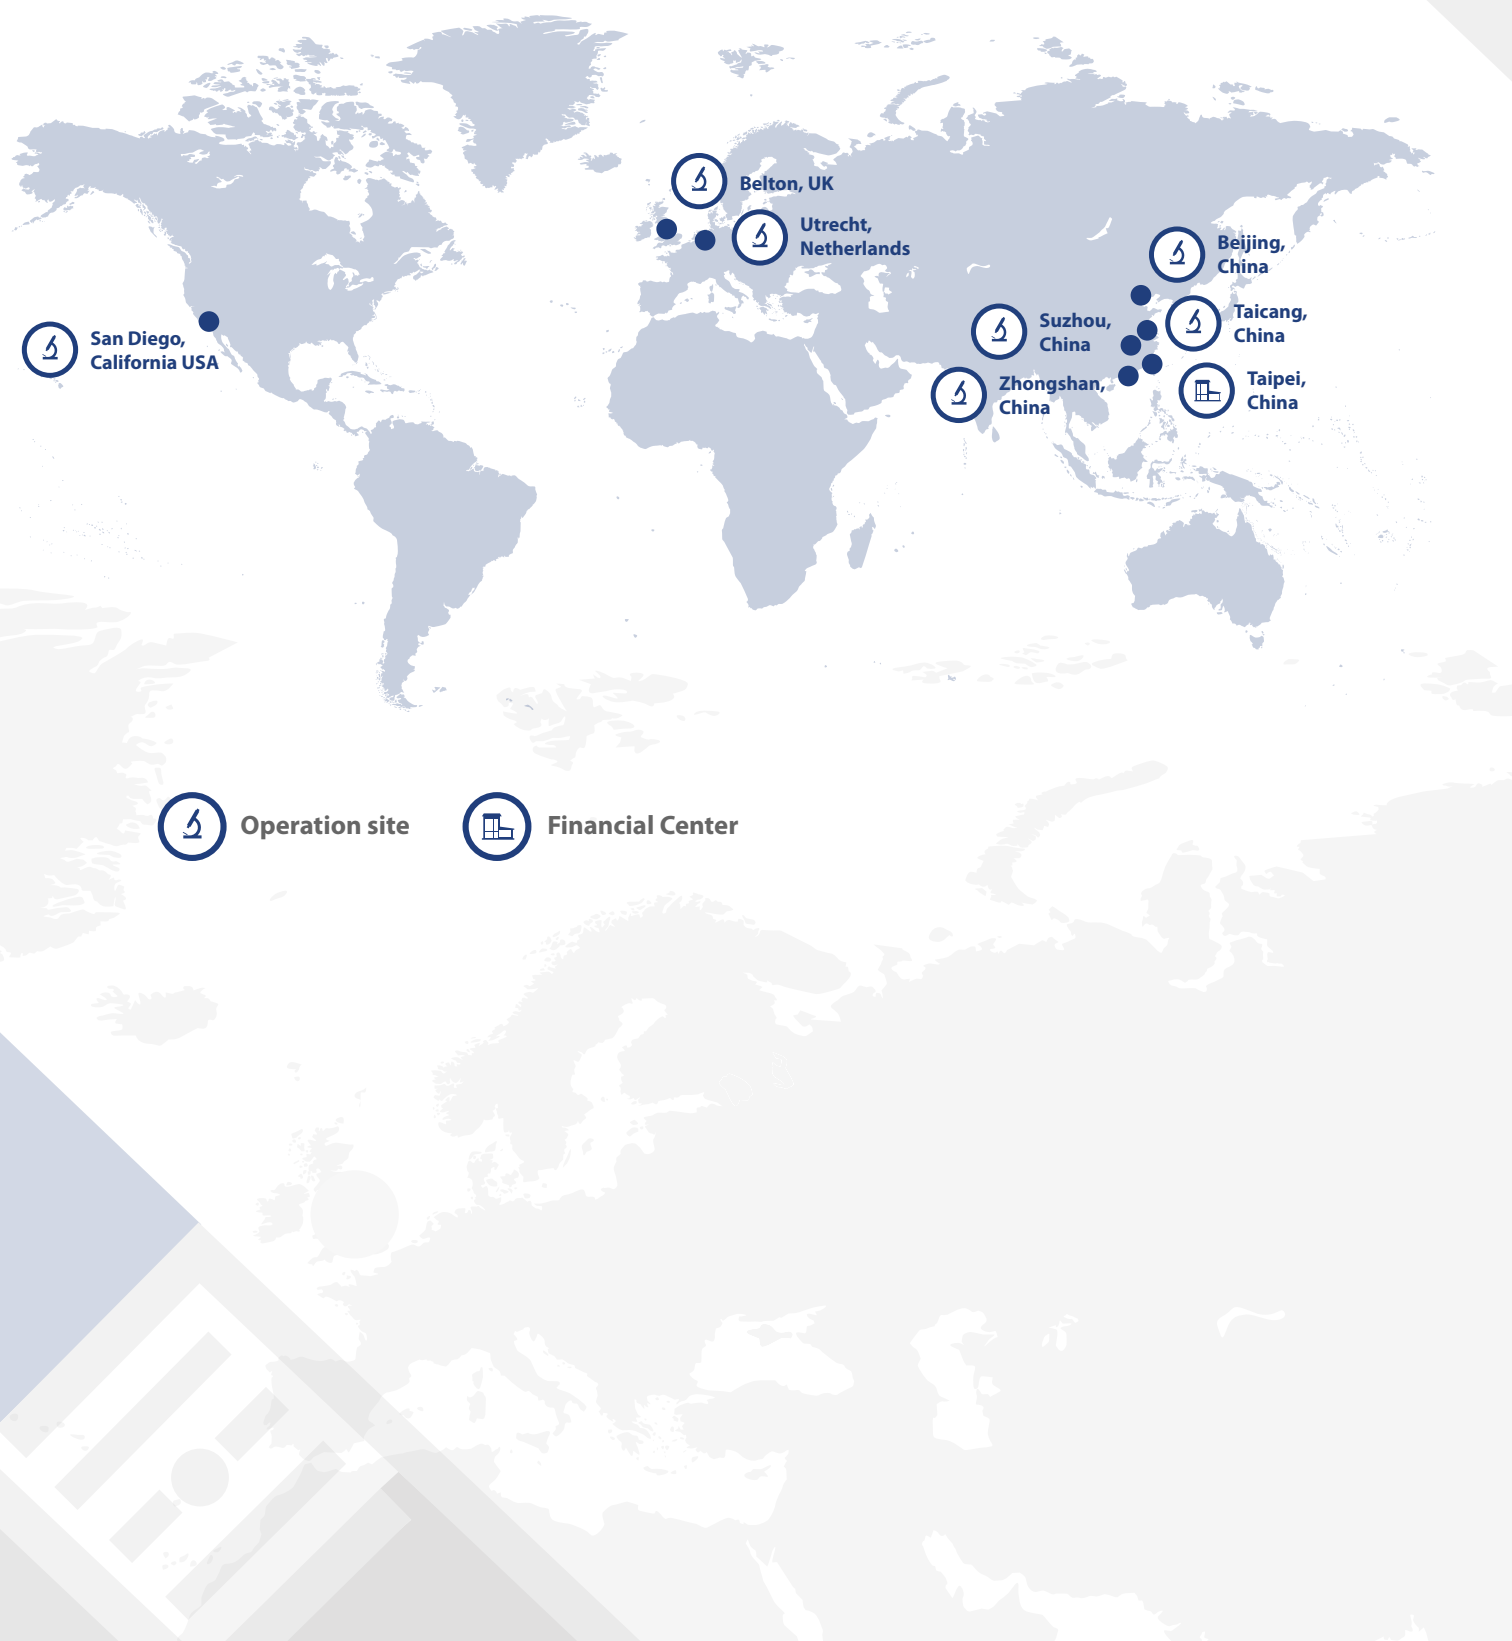 Belton, UK
Utrecht,
Netherlands
Beijing,
China
Suzhou,
China
Taicang,
China
San Diego,
California USA
Zhongshan,
China
Taipei,
China
Operation site
Financial Center